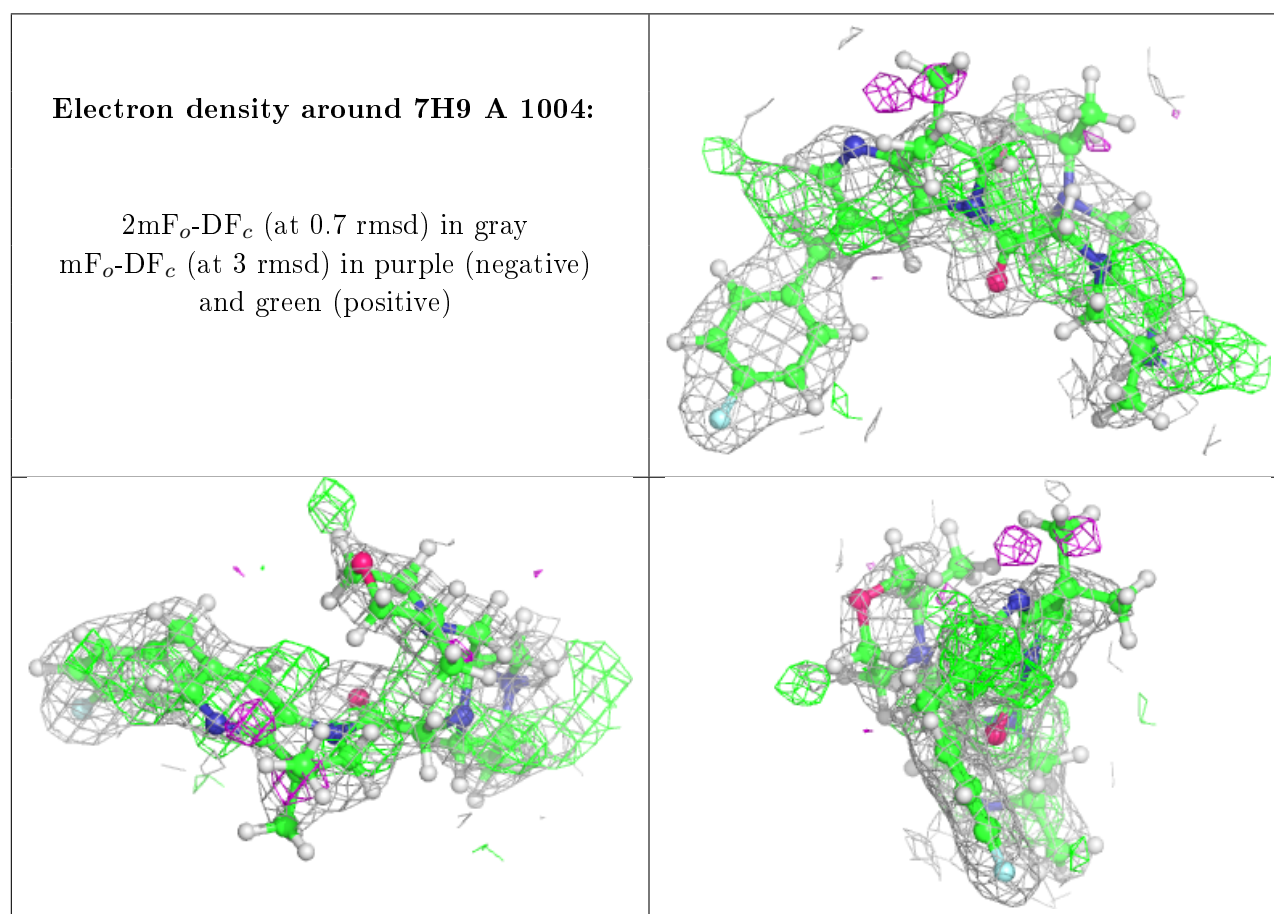 Electron density around 7H9 A 1004:
2mFo-DFc (at 0.7 rmsd) in gray
mFo-DFc (at 3 rmsd) in purple (negative)
and green (positive)